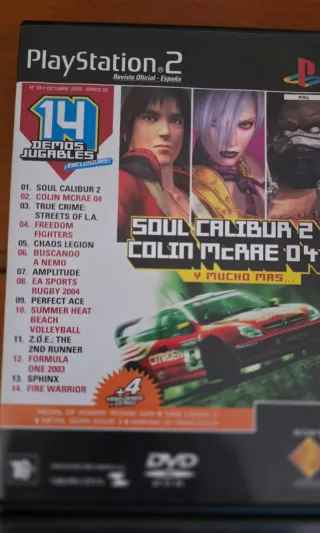 PlayStation 2
Revista Oficial - España
14
DEMOS
JUGABLES
¡EXCLUSIVAS!
PAL
01. SOUL CALIBUR 2
02. COLIN MCRAE 04
03. TRUE CRIME:
STREETS OF L.A.
04. FREEDOM
FIGHTERS
05. CHAOS LEGION
06. BUSCANDO
A NEMO
07. AMPLITUDE
08. EA SPORTS
RUGBY 2004
09. PERFECT ACE
10. SUMMER HEAT
BEACH
VOLLEYBALL
11. Z.O.E.: THE
2ND RUNNER
12. FORMULA
ONE 2003
13. SPHINX
14. FIRE WARRIOR
SOUL CALIBUR 2
COLIN McRAE 04
Y MUCHO MAS...
CITROËN
+4
DVD